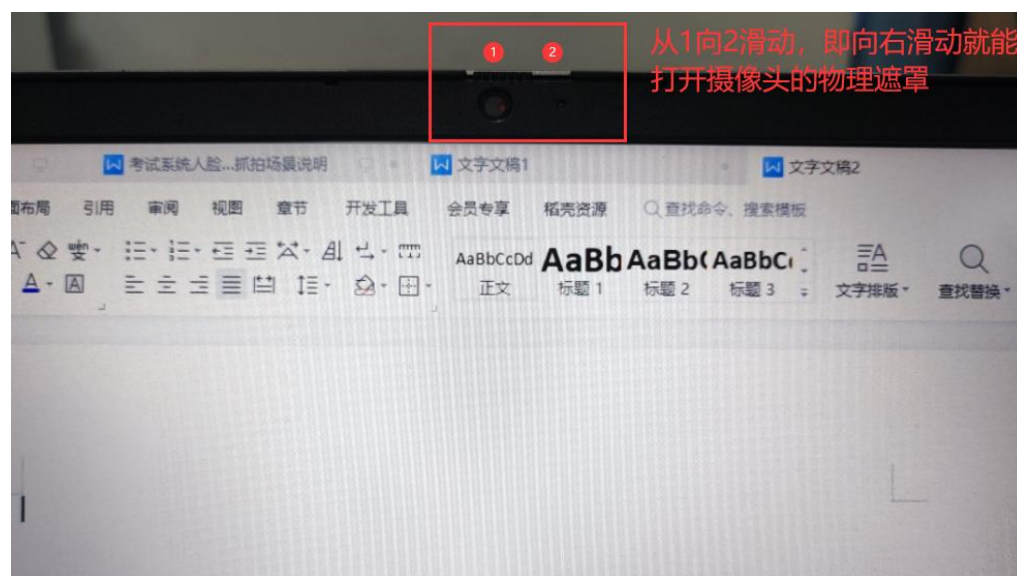 1 2
从1向2滑动，即向右滑动就能
打开摄像头的物理遮罩
考试系统人脸...抓拍场景说明 文字文稿1 文字文稿2
面布局 引用 审阅 视图 章节 开发工具 会员专享 稻壳资源 查找命令、搜索模板
AaBbCcDd AaBb AaBb( AaBbC
正文 标题 1 标题 2 标题 3 文字排版 查找替换